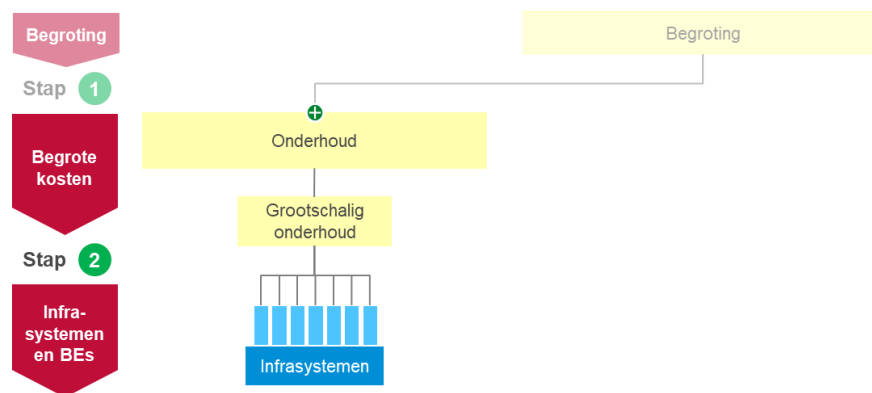 Begroting
Begroting
Stap 1
Onderhoud
Begrote
kosten
Grootschalig
onderhoud
Stap 2
Infra-
systemen
en BEs
Infrasystemen